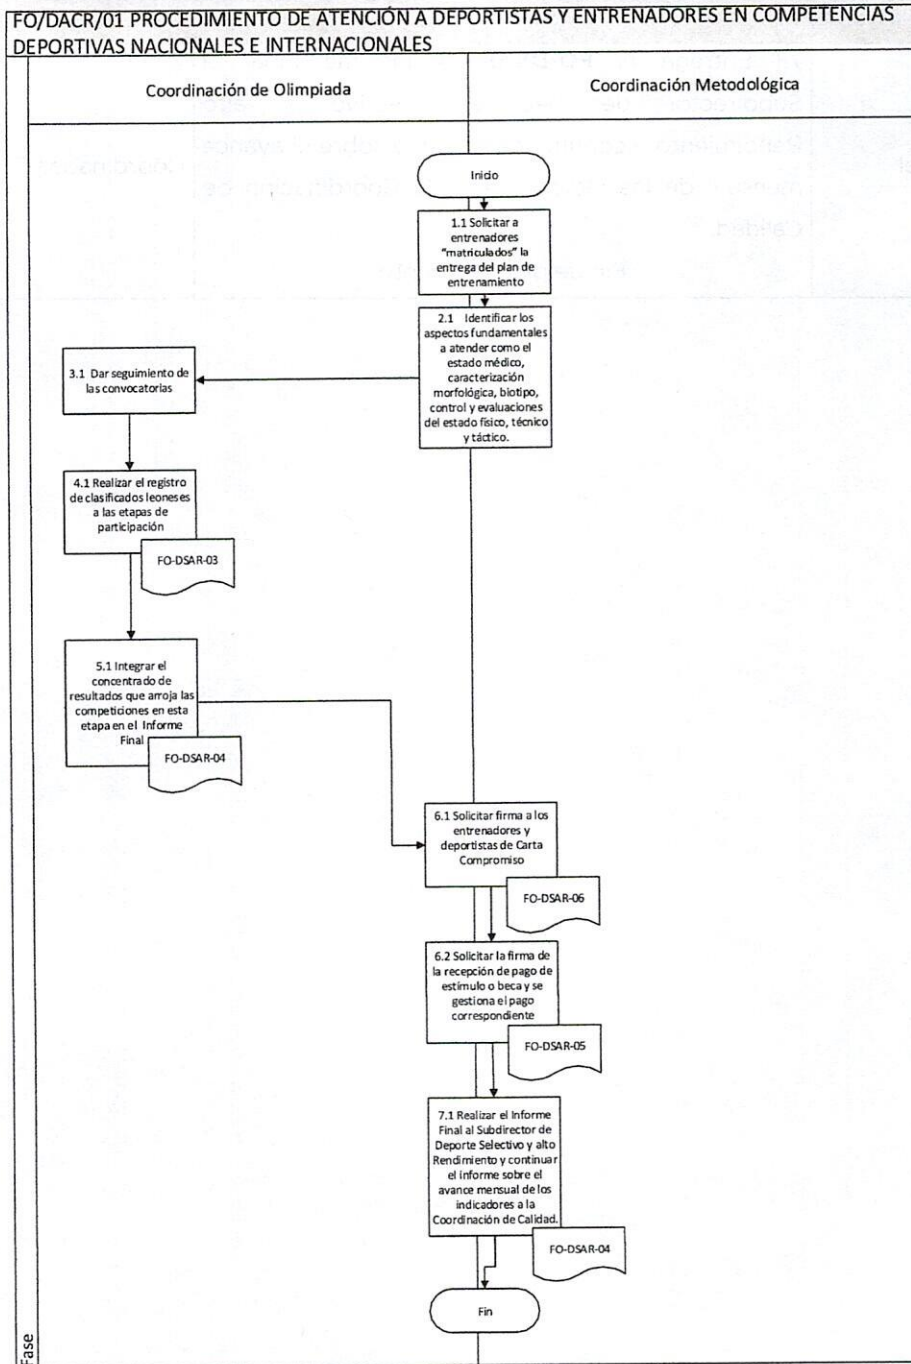 FO/DACR/01 PROCEDIMIENTO DE ATENCIÓN A DEPORTISTAS Y ENTRENADORES EN COMPETENCIAS
DEPORTIVAS NACIONALES E INTERNACIONALES
Coordinación de Olimpiada
Coordinación Metodológica
Inicio
1.1 Solicitar a
entrenadores
"matriculados" la
entrega del plan de
entrenamiento
2.1 Identificar los
aspectos fundamentales
a atender como el
estado médico,
caracterización
morfológica, biotipo,
control y evaluaciones
del estado físico, técnico
y táctico.
3.1 Dar seguimiento de
las convocatorias
4.1 Realizar el registro
de clasificados leoneses
a las etapas de
participación
FO-DSAR-03
5.1 Integrar el
concentrado de
resultados que arroja las
competiciones en esta
etapa en el Informe
Final
FO-DSAR-04
6.1 Solicitar firma a los
entrenadores y
deportistas de Carta
Compromiso
FO-DSAR-06
6.2 Solicitar la firma de
la recepción de pago de
estímulo o beca y se
gestiona el pago
correspondiente
FO-DSAR-05
7.1 Realizar el Informe
Final al Subdirector de
Deporte Selectivo y alto
Rendimiento y continuar
el informe sobre el
avance mensual de los
indicadores a la
Coordinación de Calidad.
FO-DSAR-04
Fin
Fase